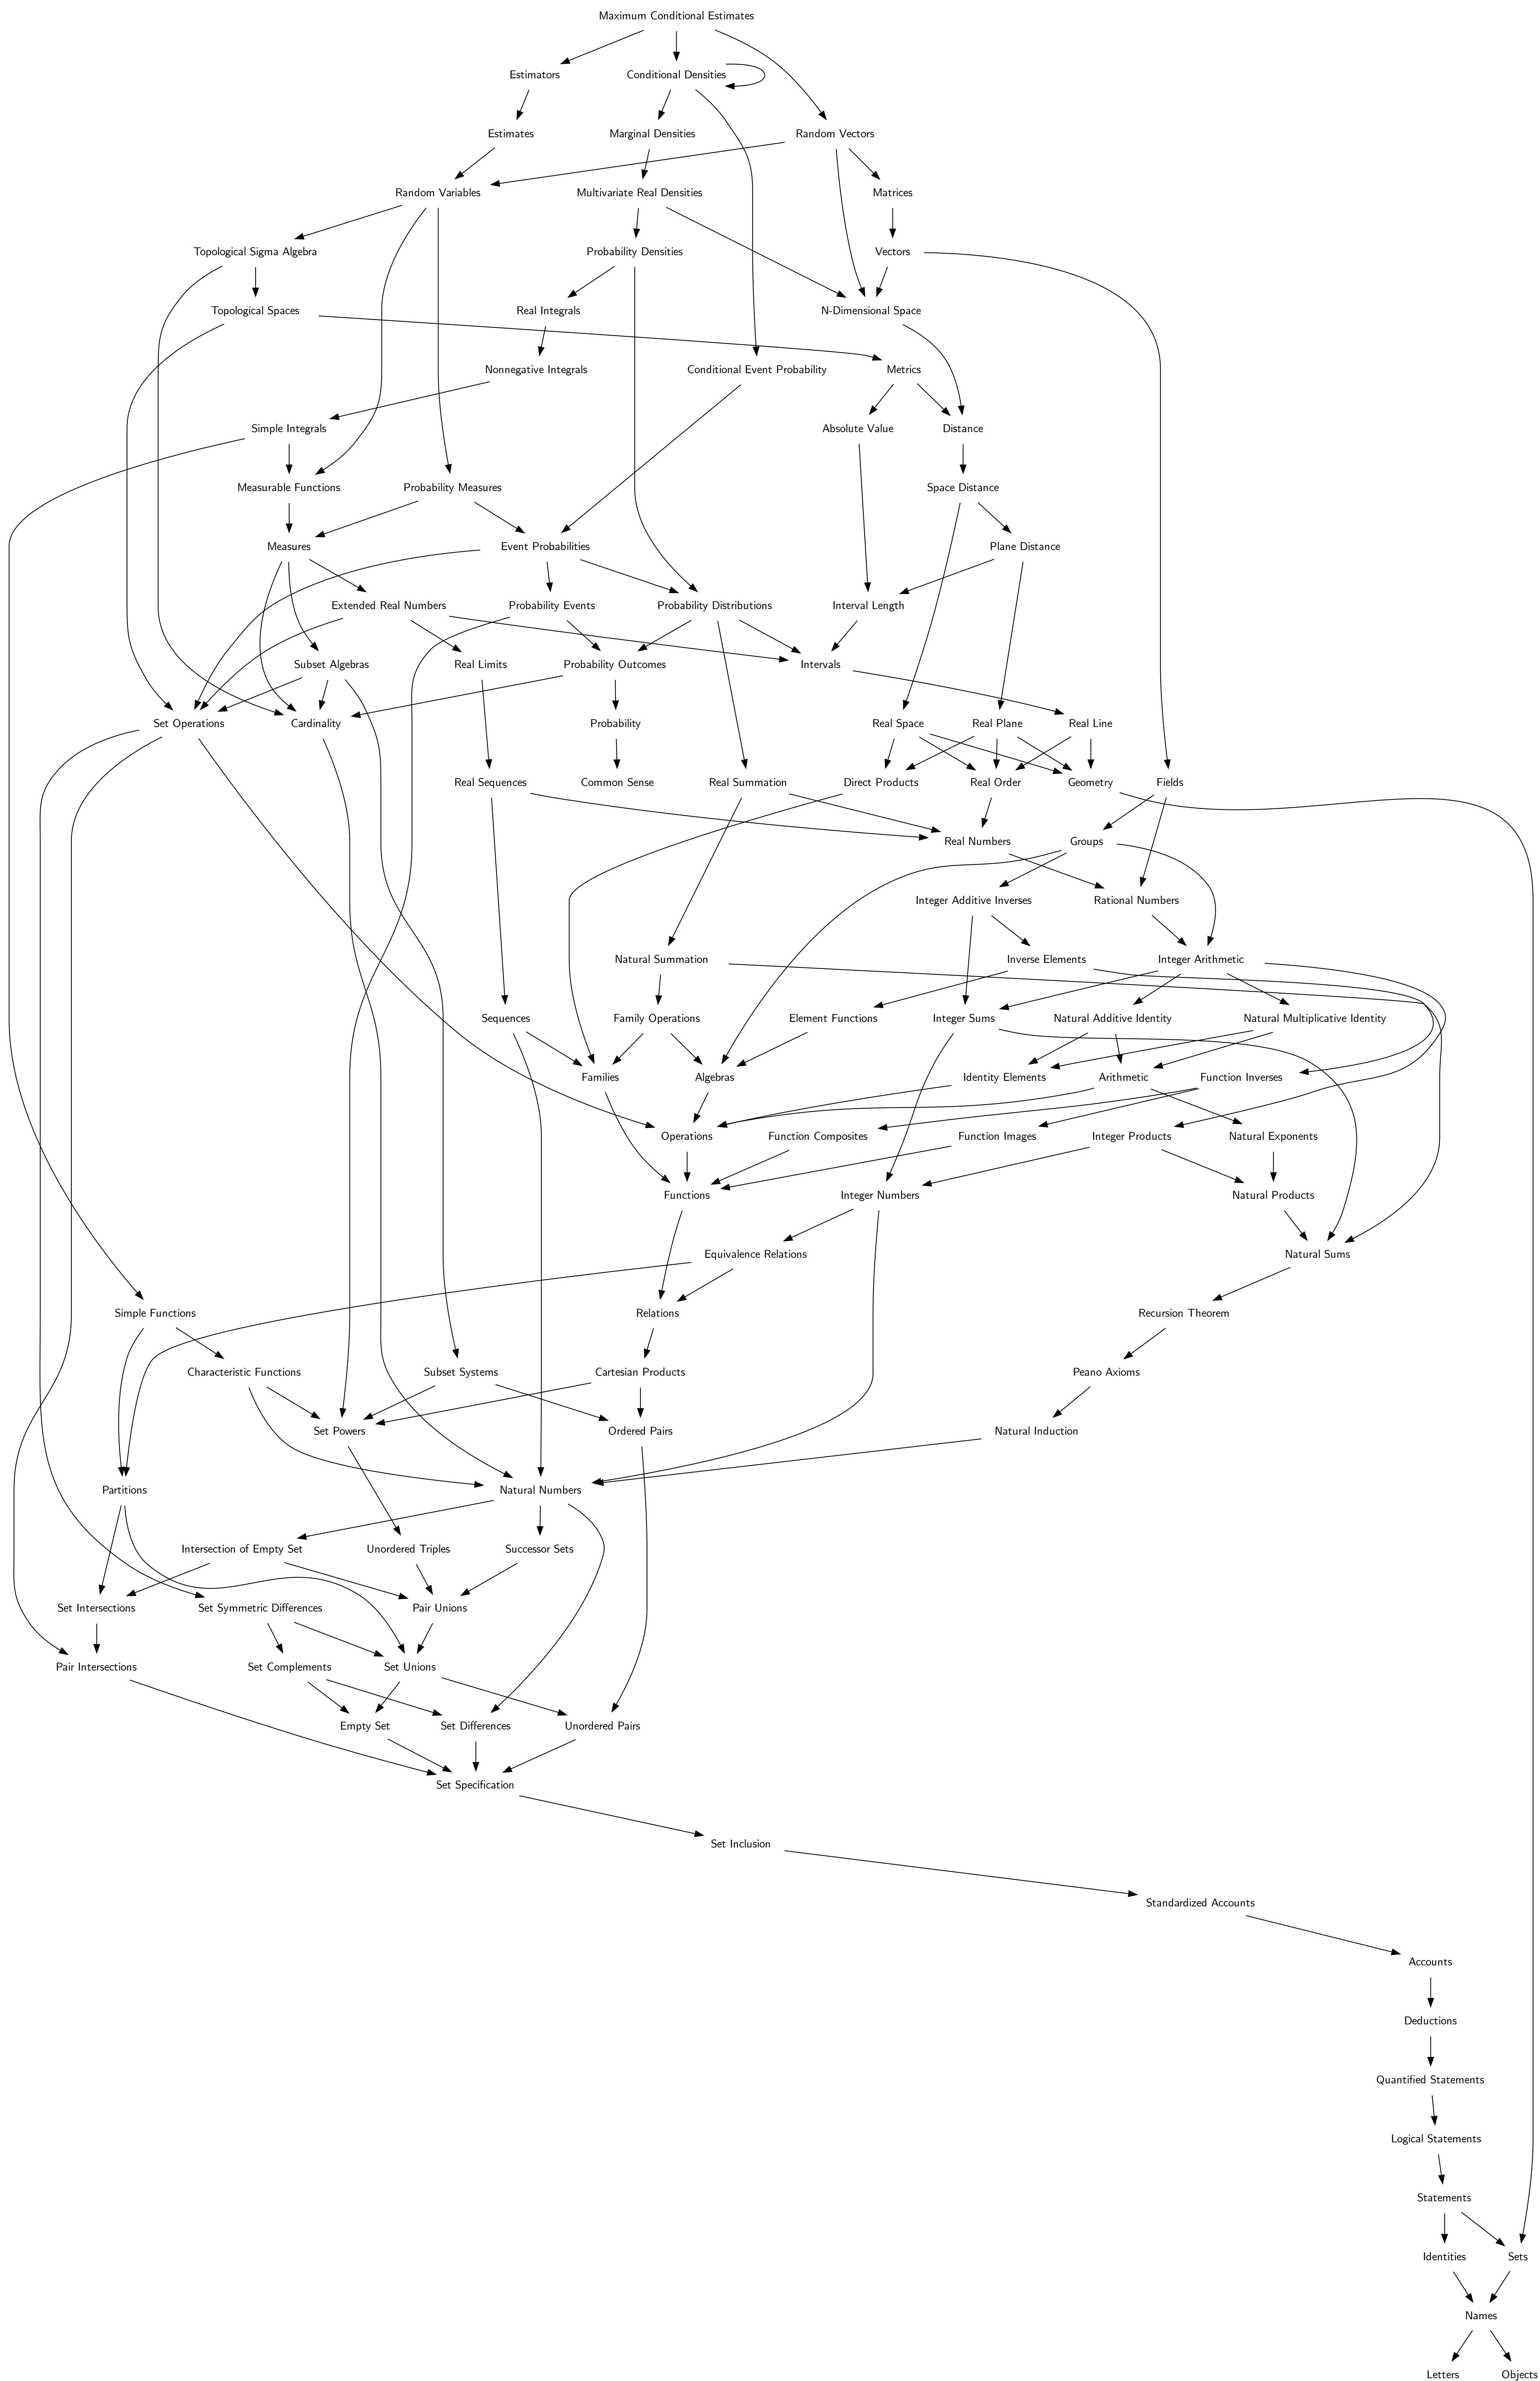 Maximum Conditional Estimates
Estimators
Conditional Densities
Estimates
Marginal Densities
Random Vectors
Random Variables
Multivariate Real Densities
Matrices
Topological Sigma Algebra
Probability Densities
Vectors
Topological Spaces
Real Integrals
N-Dimensional Space
Nonnegative Integrals
Conditional Event Probability
Metrics
Simple Integrals
Absolute Value
Distance
Measurable Functions
Probability Measures
Space Distance
Measures
Event Probabilities
Plane Distance
Extended Real Numbers
Probability Events
Probability Distributions
Interval Length
Subset Algebras
Real Limits
Probability Outcomes
Intervals
Set Operations
Cardinality
Probability
Real Space
Real Plane
Real Line
Real Sequences
Common Sense
Real Summation
Direct Products
Real Order
Geometry
Fields
Real Numbers
Groups
Integer Additive Inverses
Rational Numbers
Natural Summation
Inverse Elements
Integer Arithmetic
Sequences
Family Operations
Element Functions
Integer Sums
Natural Additive Identity
Natural Multiplicative Identity
Families
Algebras
Identity Elements
Arithmetic
Function Inverses
Operations
Function Composites
Function Images
Integer Products
Natural Exponents
Functions
Integer Numbers
Natural Products
Equivalence Relations
Natural Sums
Simple Functions
Relations
Recursion Theorem
Characteristic Functions
Subset Systems
Cartesian Products
Peano Axioms
Set Powers
Ordered Pairs
Natural Induction
Partitions
Natural Numbers
Intersection of Empty Set
Unordered Triples
Successor Sets
Set Intersections
Set Symmetric Differences
Pair Unions
Pair Intersections
Set Complements
Set Unions
Empty Set
Set Differences
Unordered Pairs
Set Specification
Set Inclusion
Standardized Accounts
Accounts
Deductions
Quantified Statements
Logical Statements
Statements
Identities
Sets
Names
Letters
Objects